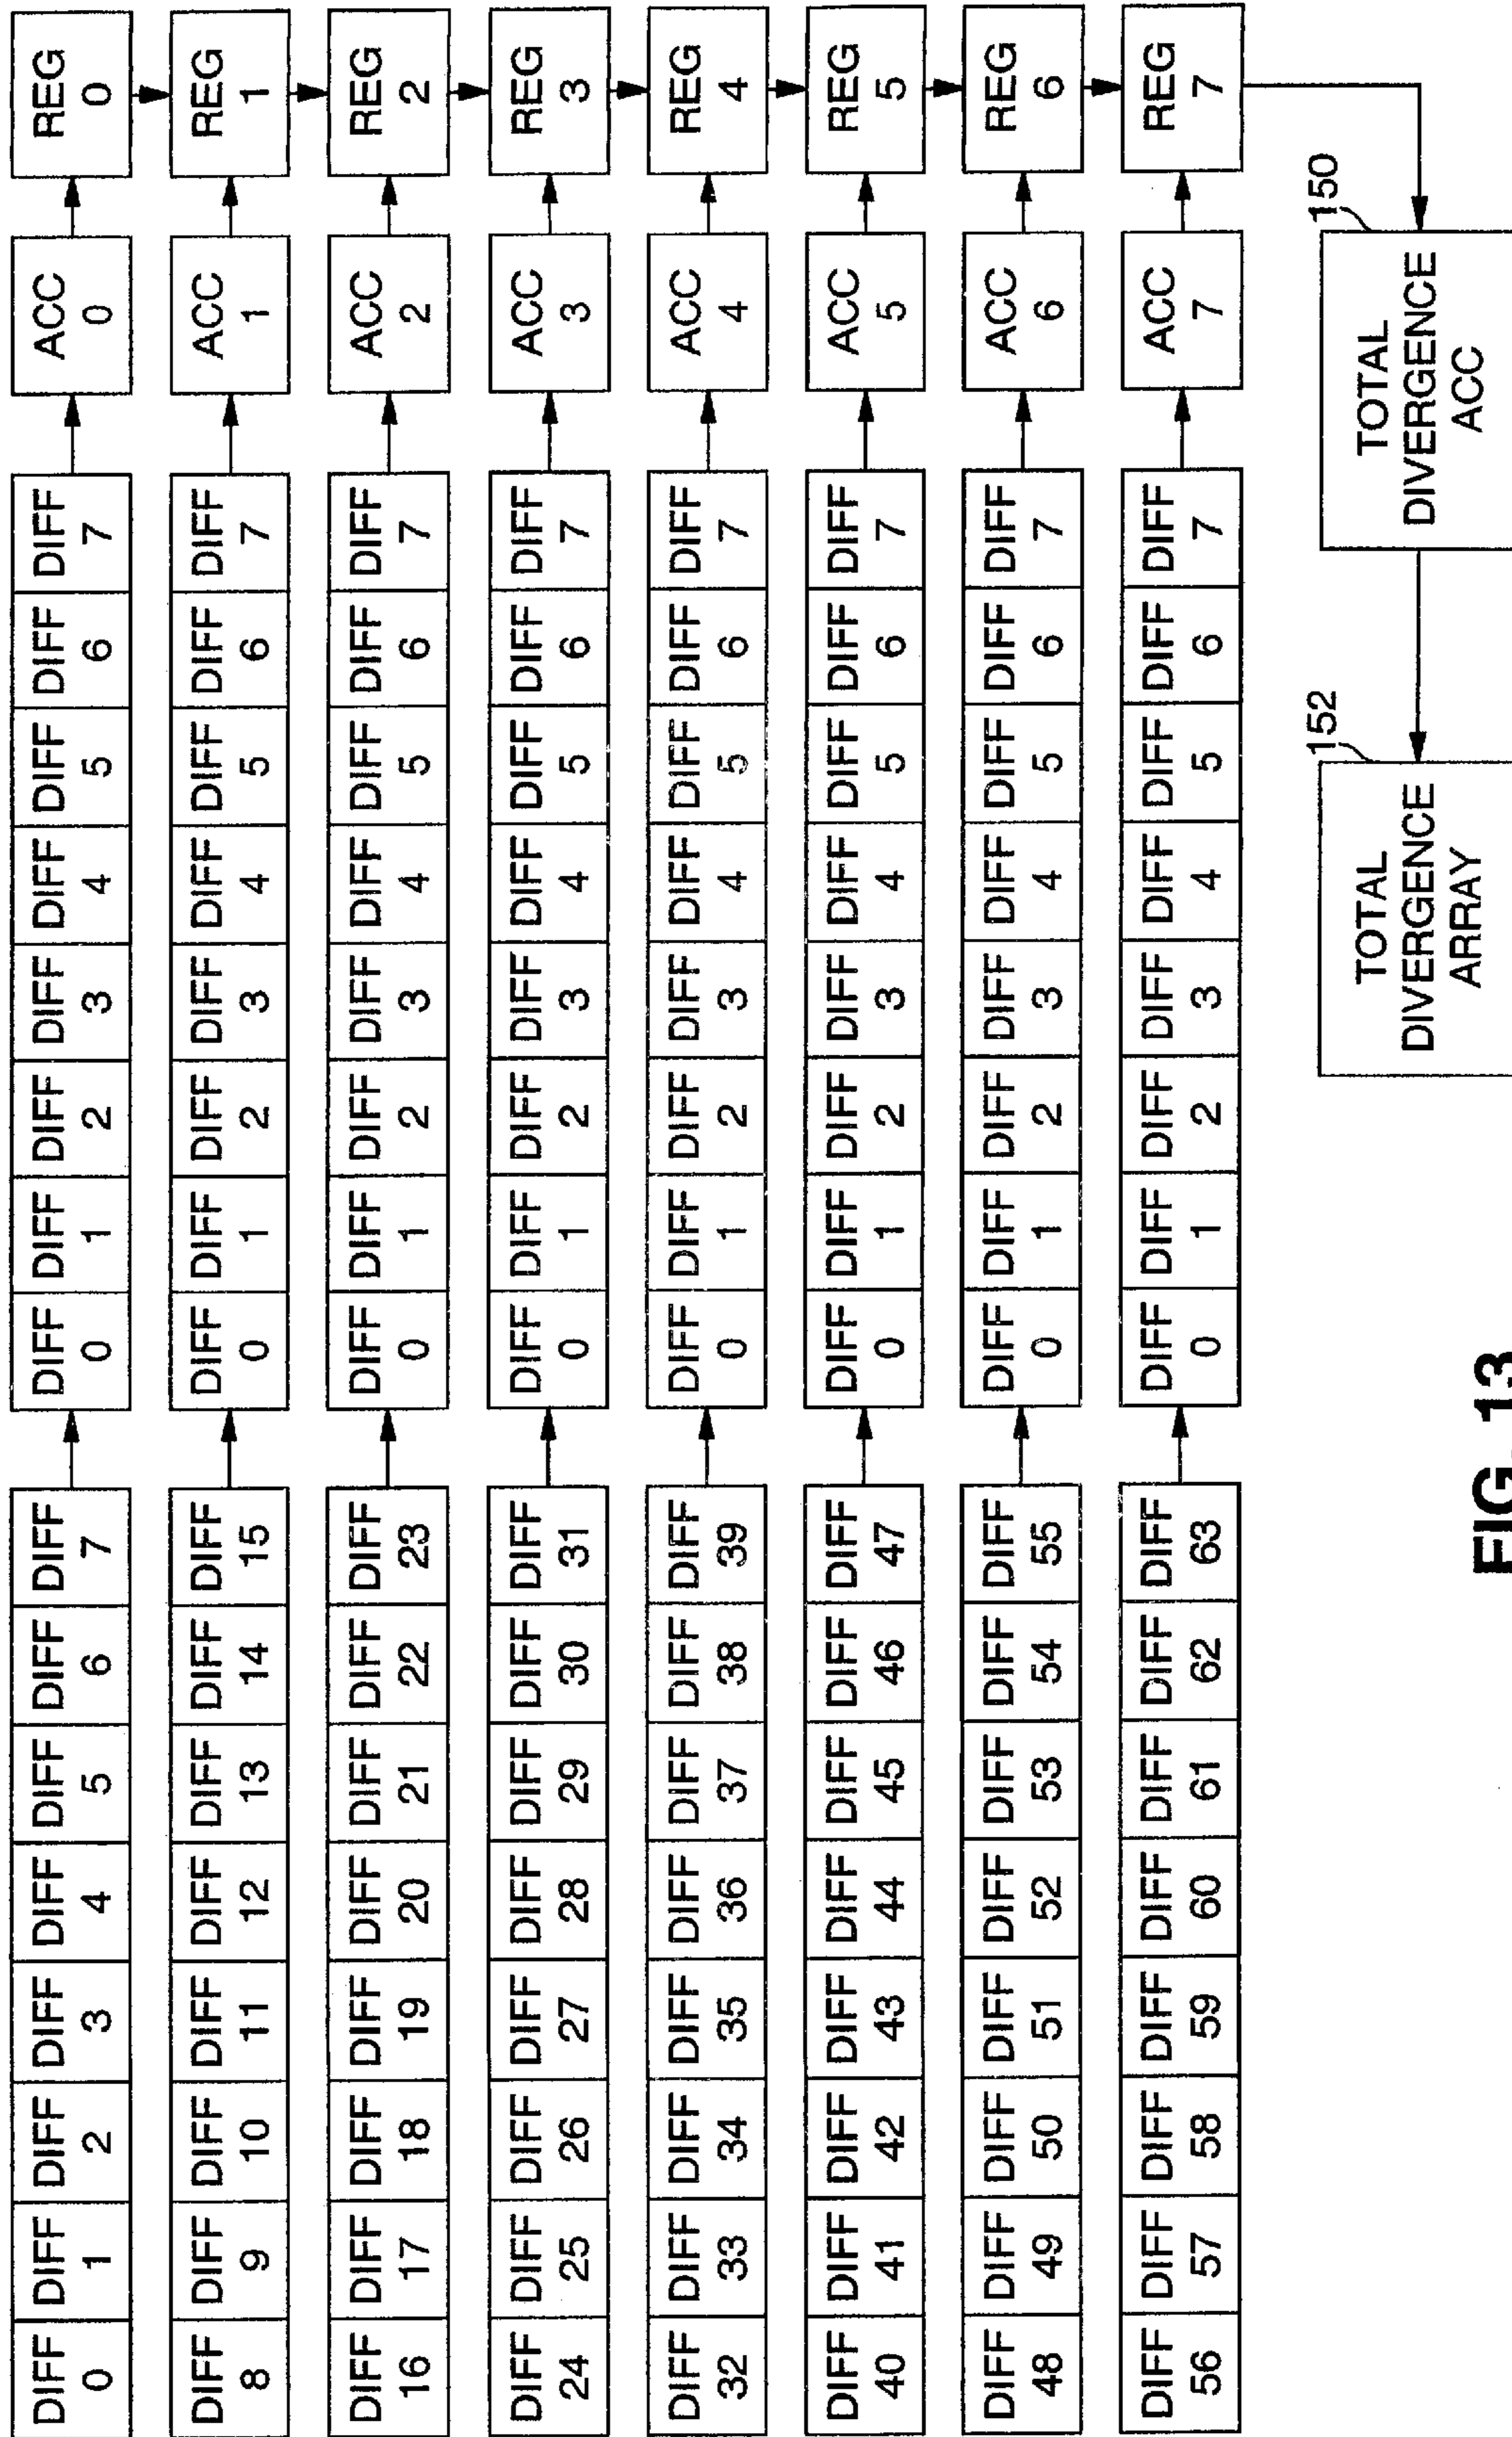 DIFF DIFF DIFF DIFF DIFF DIFF DIFF DIFF DIFF DIFF DIFF DIFF DIFF DIFF DIFF DIFF ACC REG
0 1 2 3 4 5 6 7 0 1 2 3 4 5 6 7 0 0
DIFF DIFF DIFF DIFF DIFF DIFF DIFF DIFF DIFF DIFF DIFF DIFF DIFF DIFF DIFF DIFF ACC REG
8 9 10 11 12 13 14 15 0 1 2 3 4 5 6 7 1 1
DIFF DIFF DIFF DIFF DIFF DIFF DIFF DIFF DIFF DIFF DIFF DIFF DIFF DIFF DIFF DIFF ACC REG
16 17 18 19 20 21 22 23 0 1 2 3 4 5 6 7 2 2
DIFF DIFF DIFF DIFF DIFF DIFF DIFF DIFF DIFF DIFF DIFF DIFF DIFF DIFF DIFF DIFF ACC REG
24 25 26 27 28 29 30 31 0 1 2 3 4 5 6 7 3 3
DIFF DIFF DIFF DIFF DIFF DIFF DIFF DIFF DIFF DIFF DIFF DIFF DIFF DIFF DIFF DIFF ACC REG
32 33 34 35 36 37 38 39 0 1 2 3 4 5 6 7 4 4
DIFF DIFF DIFF DIFF DIFF DIFF DIFF DIFF DIFF DIFF DIFF DIFF DIFF DIFF DIFF DIFF ACC REG
40 41 42 43 44 45 46 47 0 1 2 3 4 5 6 7 5 5
DIFF DIFF DIFF DIFF DIFF DIFF DIFF DIFF DIFF DIFF DIFF DIFF DIFF DIFF DIFF DIFF ACC REG
48 49 50 51 52 53 54 55 0 1 2 3 4 5 6 7 6 6
DIFF DIFF DIFF DIFF DIFF DIFF DIFF DIFF DIFF DIFF DIFF DIFF DIFF DIFF DIFF DIFF ACC REG
56 57 58 59 60 61 62 63 0 1 2 3 4 5 6 7 7 7
152
TOTAL
DIVERGENCE
ARRAY
150
TOTAL
DIVERGENCE
ACC
FIG. 13